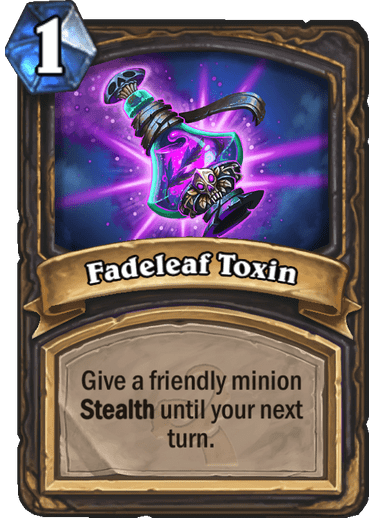 1
Fadeleaf Toxin
Give a friendly minion
Stealth until your next
turn.